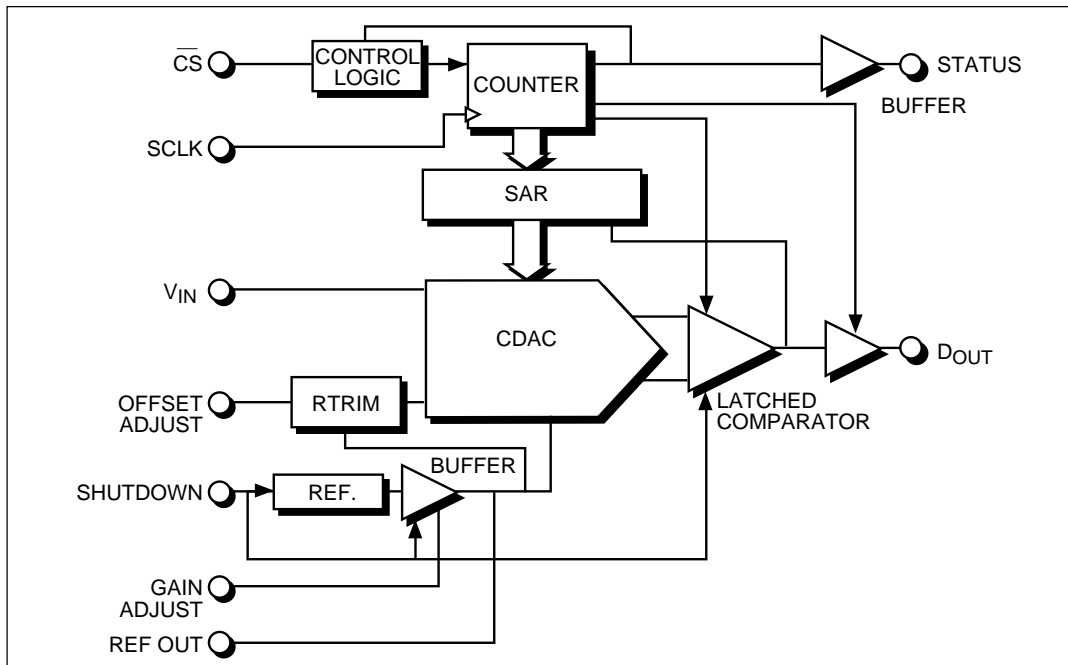 CS
CONTROL
LOGIC
COUNTER
STATUS
BUFFER
SCLK
SAR
VIN
CDAC
DOUT
OFFSET
ADJUST
RTRIM
LATCHED
COMPARATOR
BUFFER
SHUTDOWN
REF.
GAIN
ADJUST
REF OUT